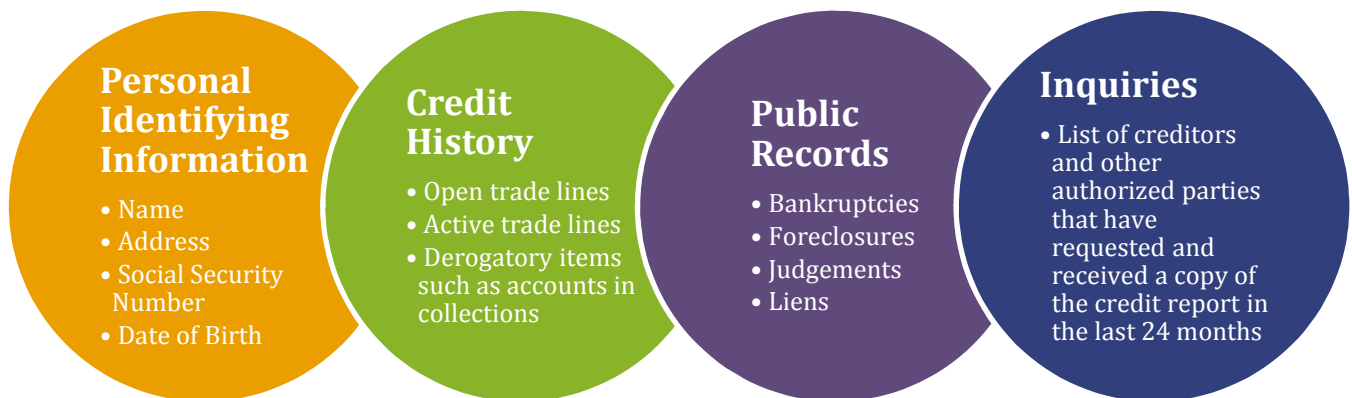 Personal
Identifying
Information
• Name
• Address
• Social Security
Number
• Date of Birth
Credit
History
• Open trade lines
• Active trade lines
• Derogatory items
such as accounts in
collections
Public
Records
• Bankruptcies
• Foreclosures
• Judgements
• Liens
Inquiries
• List of creditors
and other
authorized parties
that have
requested and
received a copy of
the credit report in
the last 24 months